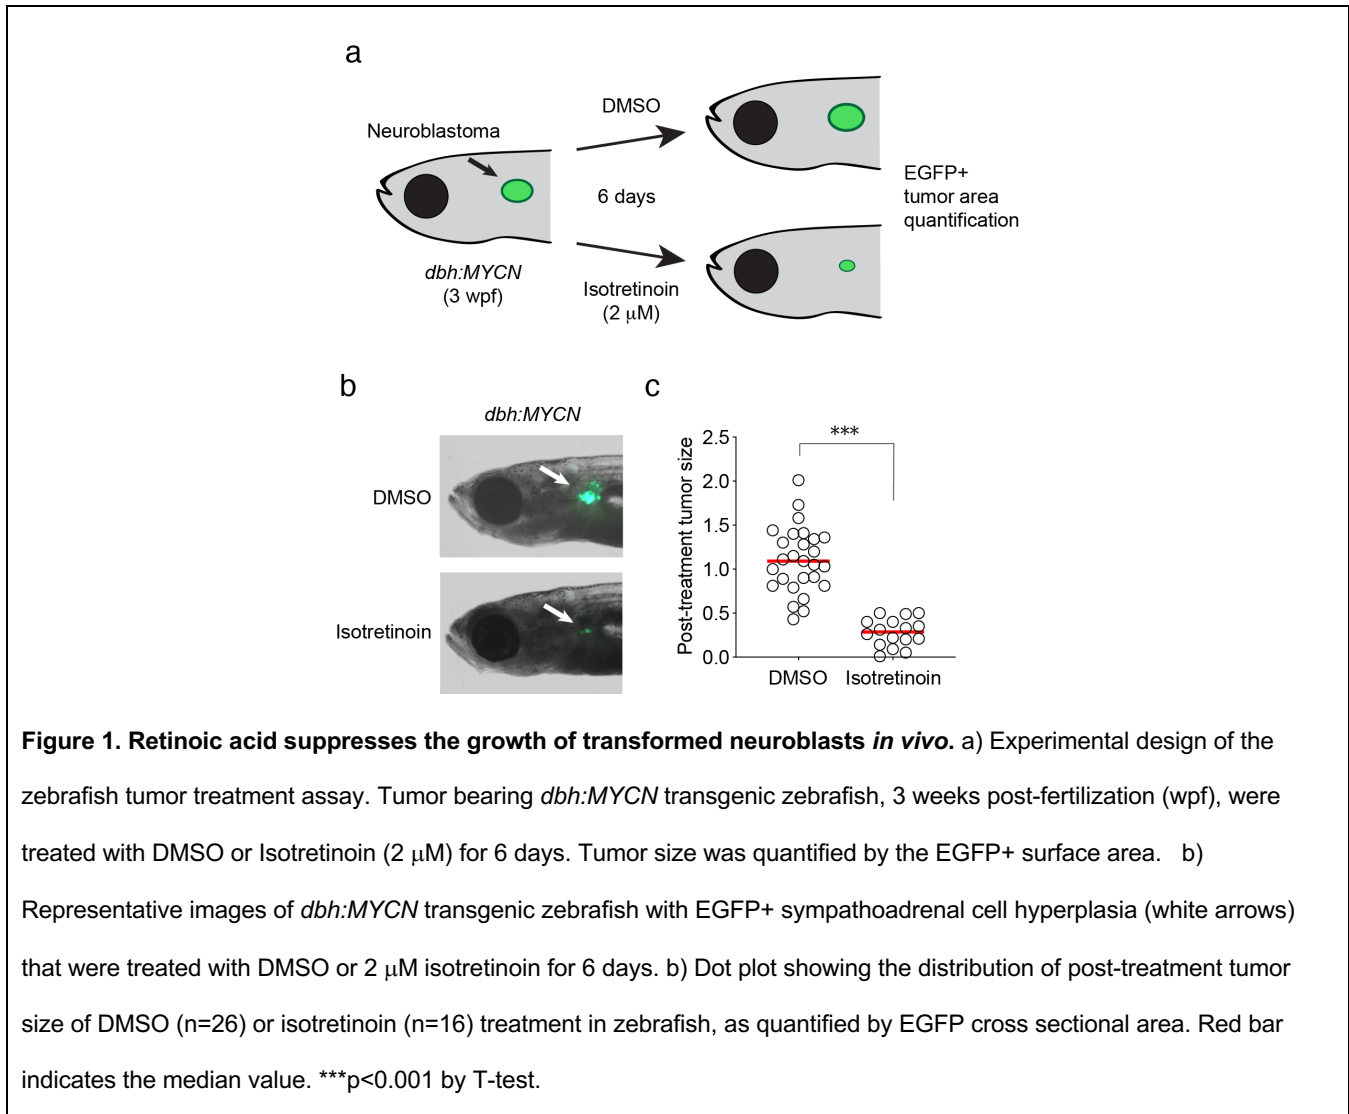 a
Neuroblastoma
dbh:MYCN
(3 wpf)
DMSO
6 days
Isotretinoin
(2 μM)
EGFP+
tumor area
quantification
b
dbh:MYCN
DMSO
Isotretinoin
c
Post-treatment tumor size
2.5
2.0
1.5
1.0
0.5
0.0
***
DMSO
Isotretinoin
Figure 1. Retinoic acid suppresses the growth of transformed neuroblasts in vivo. a) Experimental design of the
zebrafish tumor treatment assay. Tumor bearing dbh:MYCN transgenic zebrafish, 3 weeks post-fertilization (wpf), were
treated with DMSO or Isotretinoin (2 μM) for 6 days. Tumor size was quantified by the EGFP+ surface area. b)
Representative images of dbh:MYCN transgenic zebrafish with EGFP+ sympathoadrenal cell hyperplasia (white arrows)
that were treated with DMSO or 2 μM isotretinoin for 6 days. b) Dot plot showing the distribution of post-treatment tumor
size of DMSO (n=26) or isotretinoin (n=16) treatment in zebrafish, as quantified by EGFP cross sectional area. Red bar
indicates the median value. ***p<0.001 by T-test.